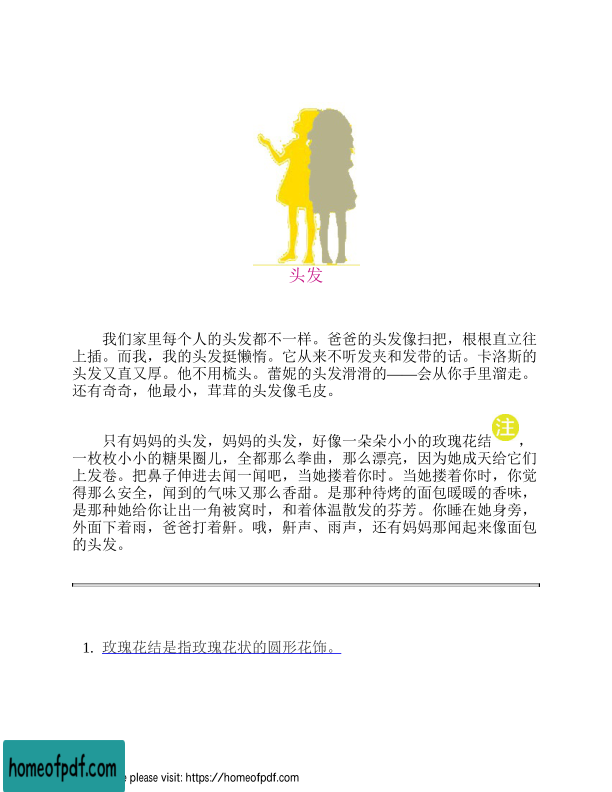 头发
我们家里每个人的头发都不一样。爸爸的头发像扫把，根根直立往
上插。而我，我的头发挺懒惰。它从来不听发夹和发带的话。卡洛斯的
头发又直又厚。他不用梳头。蕾妮的头发滑滑的——会从你手里溜走。
还有奇奇，他最小，茸茸的头发像毛皮。
只有妈妈的头发，妈妈的头发，好像一朵朵小小的玫瑰花结注，
一枚枚小小的糖果圈儿，全都那么拳曲，那么漂亮，因为她成天给它们
上发卷。把鼻子伸进去闻一闻吧，当她搂着你时。当她搂着你时，你觉
得那么安全，闻到的气味又那么香甜。是那种待烤的面包暖暖的香味，
是那种她给你让出一角被窝时，和着体温散发的芬芳。你睡在她身旁，
外面下着雨，爸爸打着鼾。哦，鼾声、雨声，还有妈妈那闻起来像面包
的头发。
1. 玫瑰花结是指玫瑰花状的圆形花饰。
homeofpdf.com
e please visit: https://homeofpdf.com